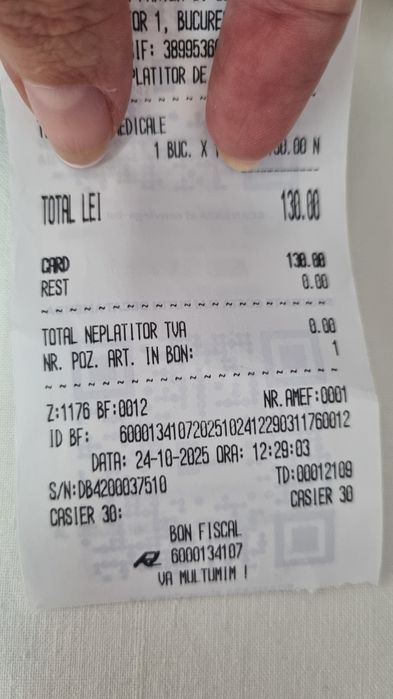 OR 1, BUCURE
IF: 38995360
PLATITOR DE
EDICALE
1 BUC. X
.00 N
TOTAL LEI 130.00
CARD 130.00
REST 0.00
TOTAL NEPLATITOR TVA 0.00
NR. POZ. ART. IN BON: 1
Z:1176 BF:0012 NR.AMEF:0001
ID BF: 60001341072025102412290311760012
DATA: 24-10-2025 ORA: 12:29:03
S/N:DB4200037510 TD:00012109
CASIER 30: CASIER 30
BON FISCAL
6000134107
VA MULTUMIM !